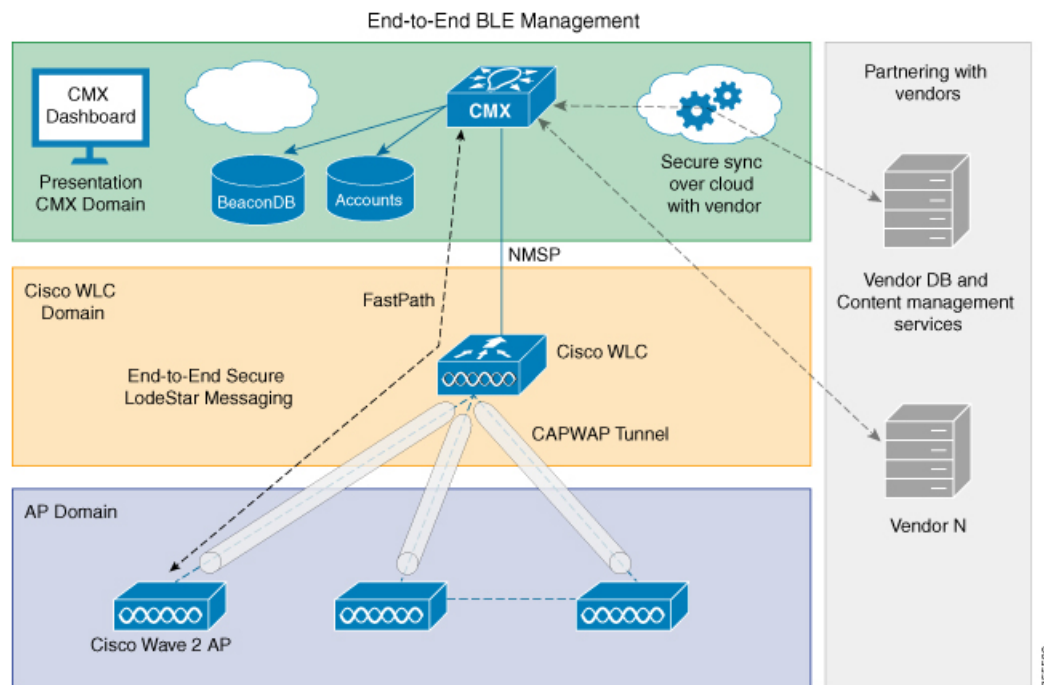 End-to-End BLE Management
CMX
Dashboard
Presentation
CMX Domain
BeaconDB
Accounts
CMX
Secure sync
over cloud
with vendor
Partnering with
vendors
Vendor DB and
Content management
services
Vendor N
NMSP
Cisco WLC
Domain
FastPath
Cisco WLC
End-to-End Secure
LodeStar Messaging
CAPWAP Tunnel
AP Domain
Cisco Wave 2 AP